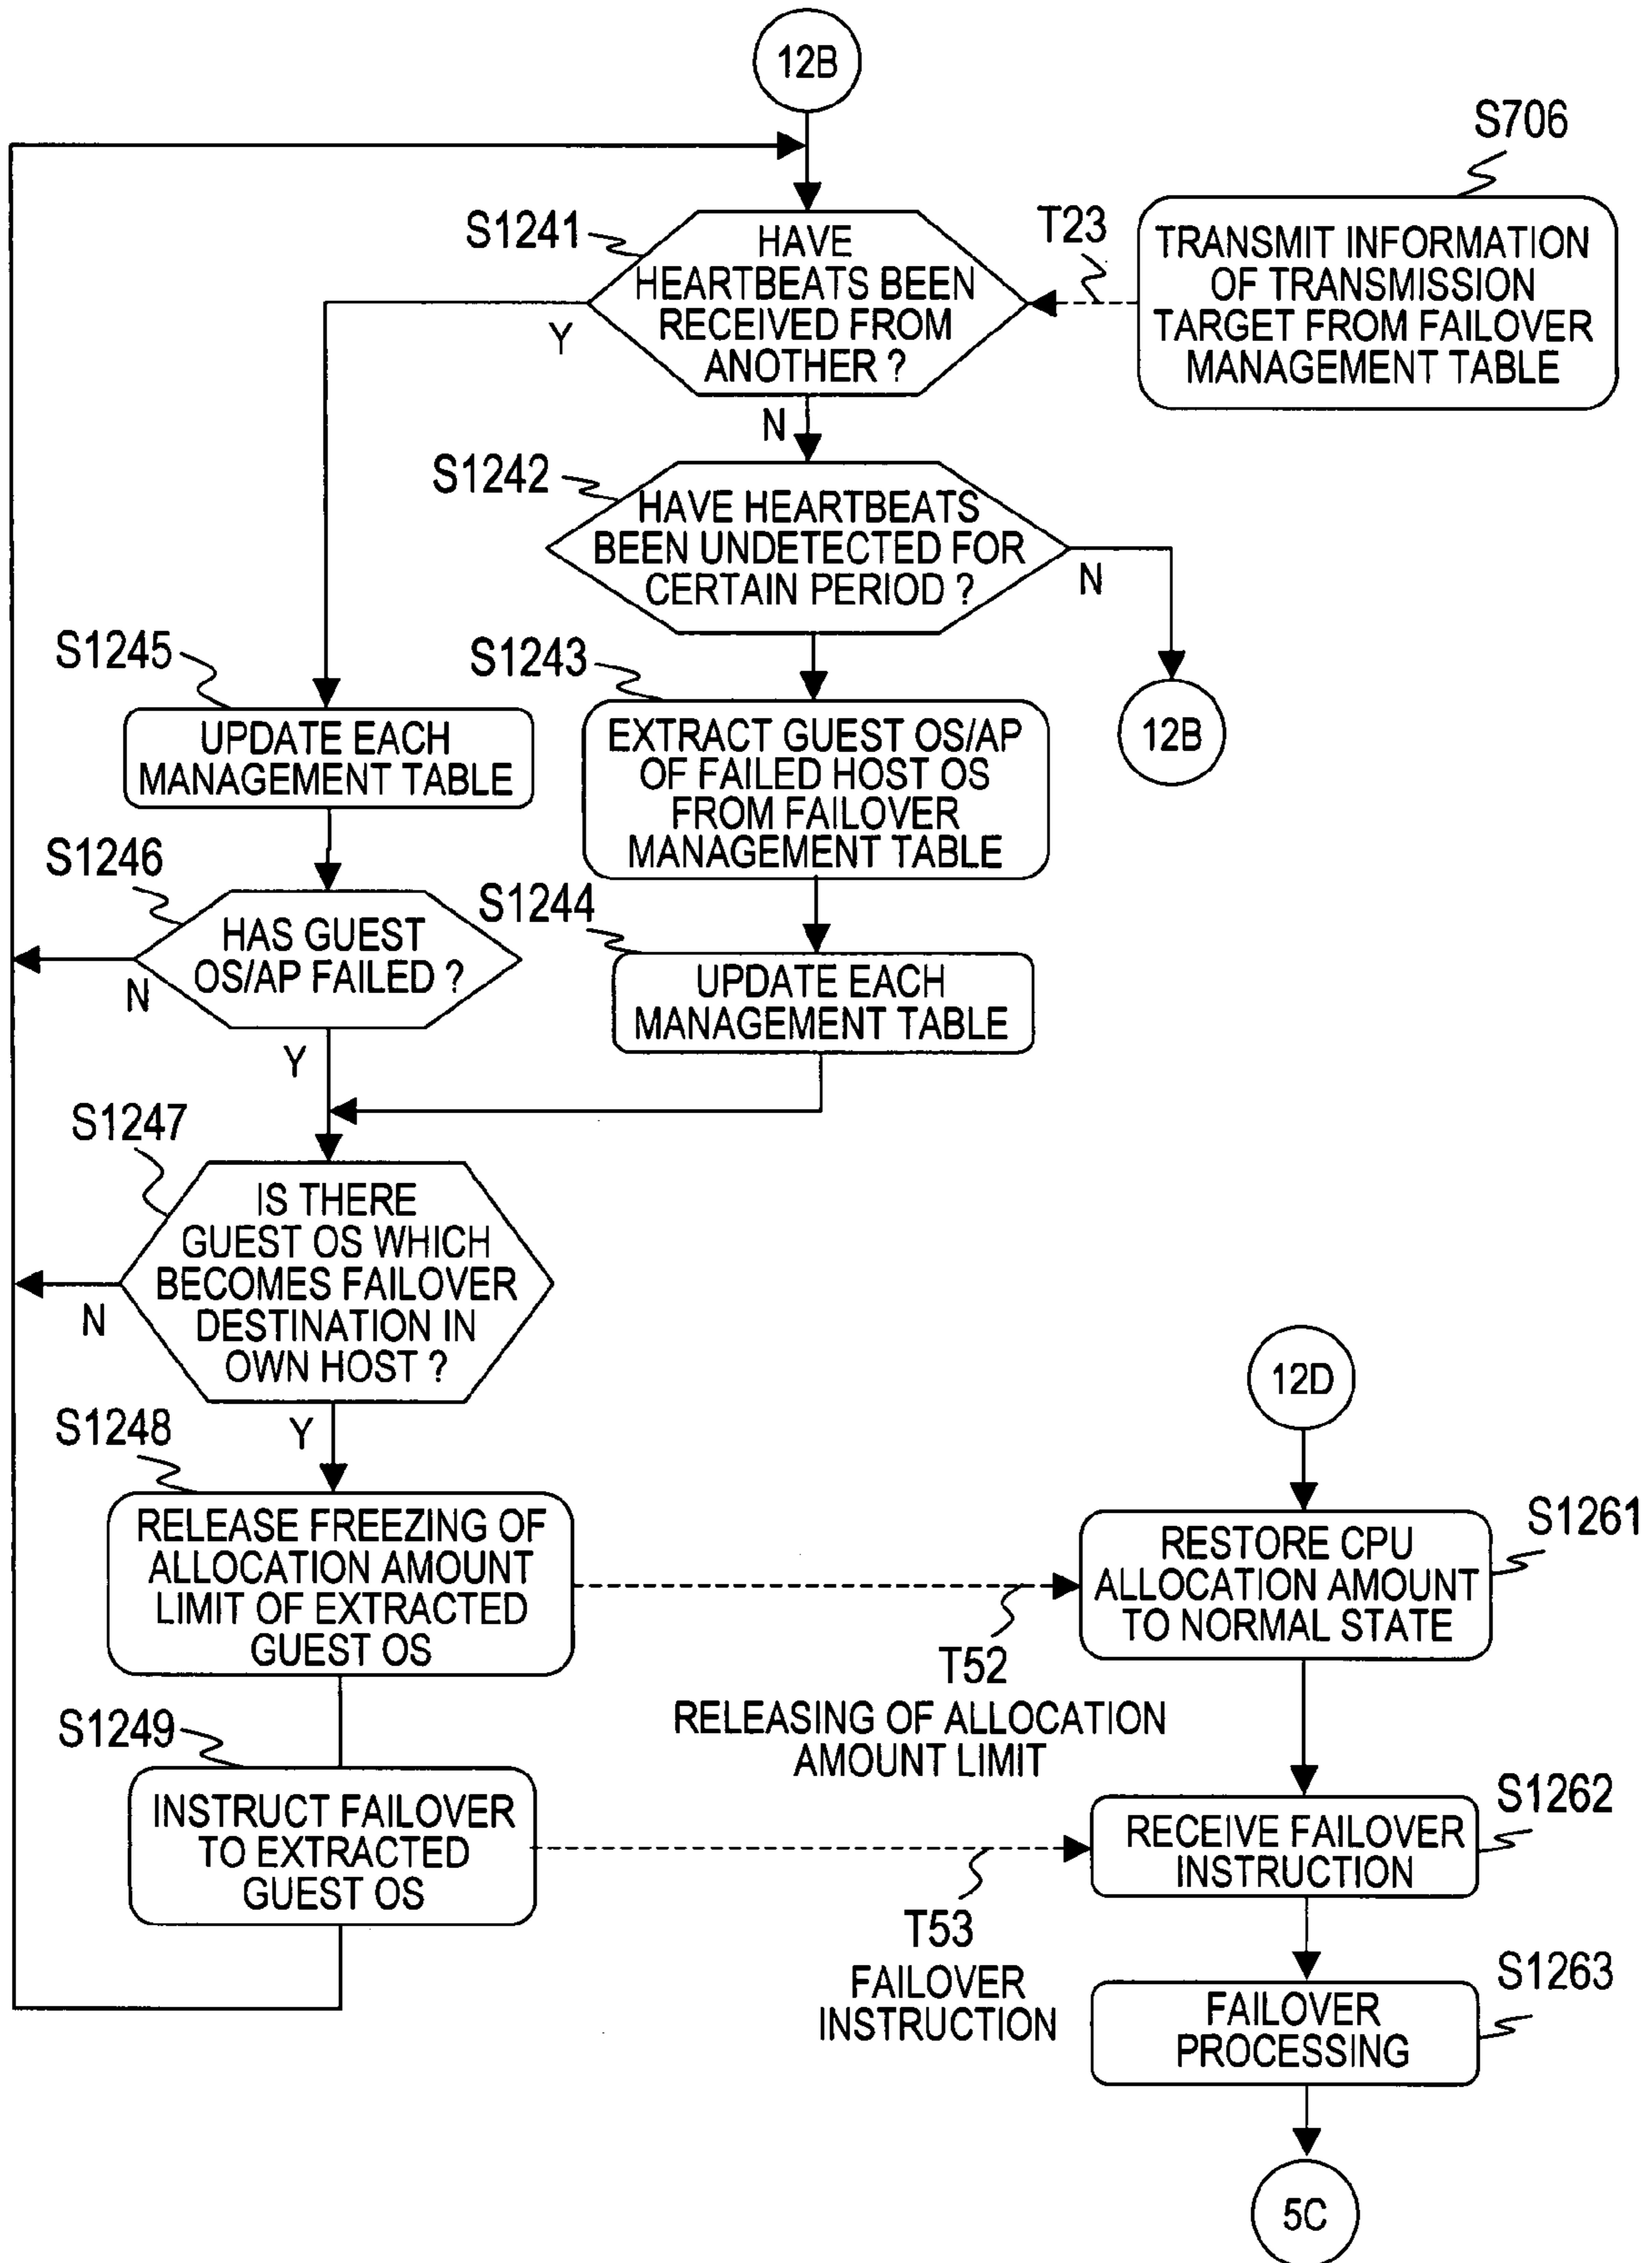 12B
S706
S1241
HAVE
HEARTBEATS BEEN
RECEIVED FROM
ANOTHER ?
T23
TRANSMIT INFORMATION
OF TRANSMISSION
TARGET FROM FAILOVER
MANAGEMENT TABLE
Y
N
S1242
HAVE HEARTBEATS
BEEN UNDETECTED FOR
CERTAIN PERIOD ?
N
12B
S1245
UPDATE EACH
MANAGEMENT TABLE
S1243
EXTRACT GUEST OS/AP
OF FAILED HOST OS
FROM FAILOVER
MANAGEMENT TABLE
S1246
HAS GUEST
OS/AP FAILED ?
N
Y
S1244
UPDATE EACH
MANAGEMENT TABLE
S1247
IS THERE
GUEST OS WHICH
BECOMES FAILOVER
DESTINATION IN
OWN HOST ?
N
Y
12D
S1248
RELEASE FREEZING OF
ALLOCATION AMOUNT
LIMIT OF EXTRACTED
GUEST OS
T52
RELEASING OF ALLOCATION
AMOUNT LIMIT
S1261
RESTORE CPU
ALLOCATION AMOUNT
TO NORMAL STATE
S1249
INSTRUCT FAILOVER
TO EXTRACTED
GUEST OS
T53
FAILOVER
INSTRUCTION
S1262
RECEIVE FAILOVER
INSTRUCTION
S1263
FAILOVER
PROCESSING
5C